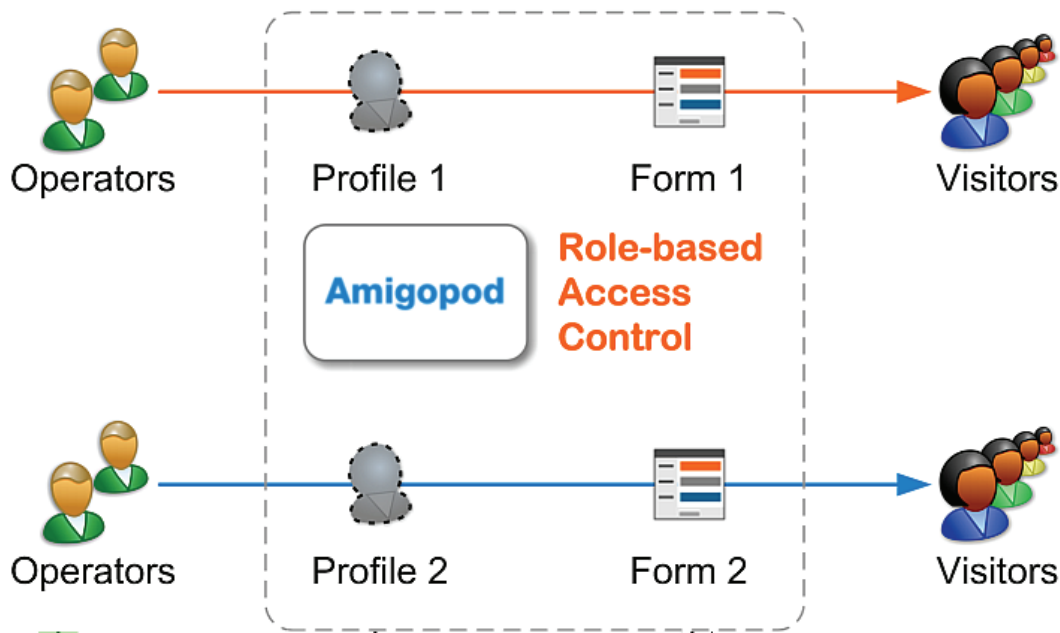 Operators Profile 1 Form 1 Visitors
Amigopod
Role-based
Access
Control
Operators Profile 2 Form 2 Visitors